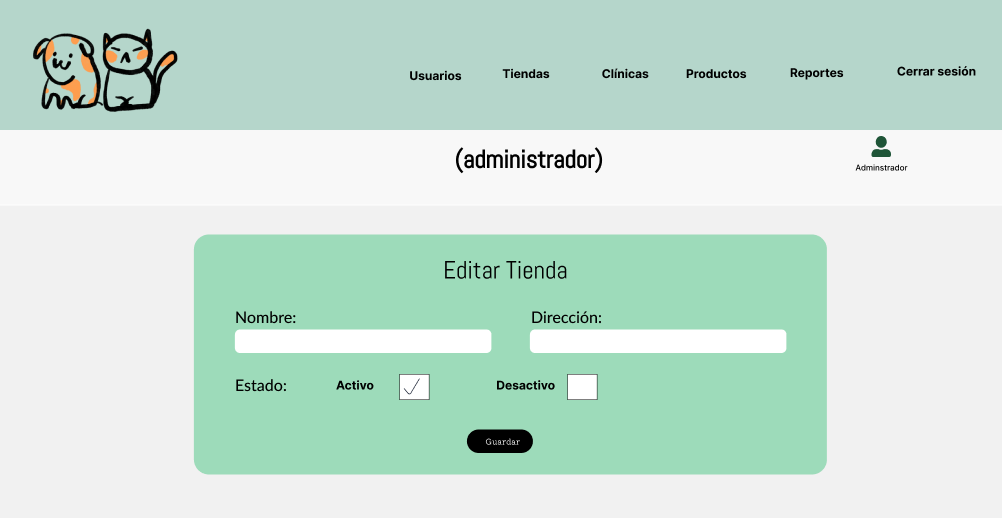 Usuarios Tiendas Clínicas Productos Reportes Cerrar sesión
(administrador)
Adminstrador
Editar Tienda
Nombre: Dirección:
Estado: Activo Desactivo
Guardar